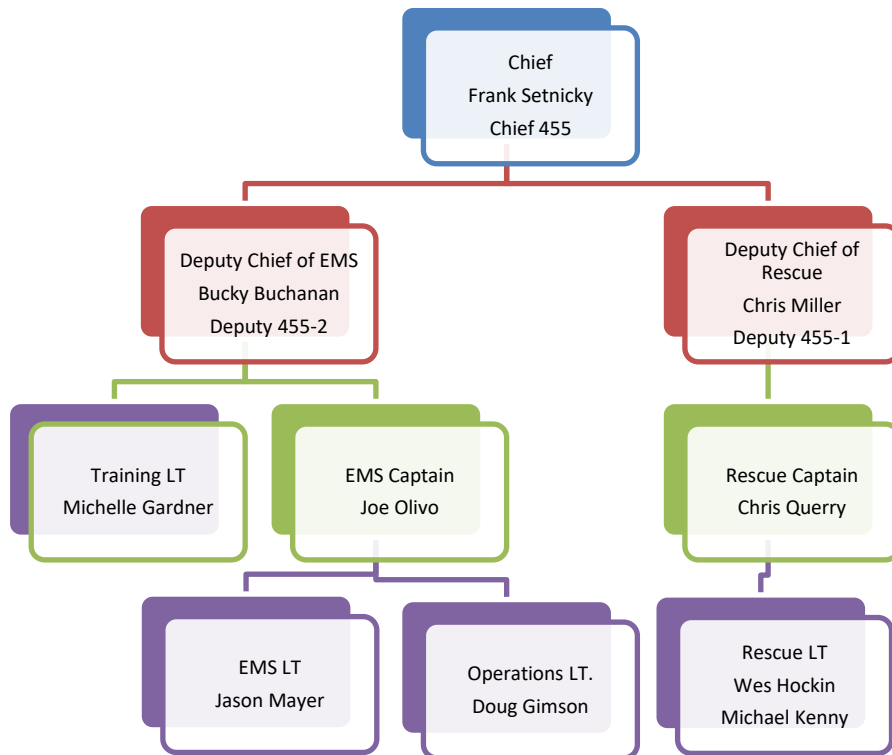 Chief
Frank Setnicky
Chief 455
Deputy Chief of EMS
Bucky Buchanan
Deputy 455-2
Deputy Chief of
Rescue
Chris Miller
Deputy 455-1
Training LT
Michelle Gardner
EMS Captain
Joe Olivo
Rescue Captain
Chris Querry
EMS LT
Jason Mayer
Operations LT.
Doug Gimson
Rescue LT
Wes Hockin
Michael Kenny